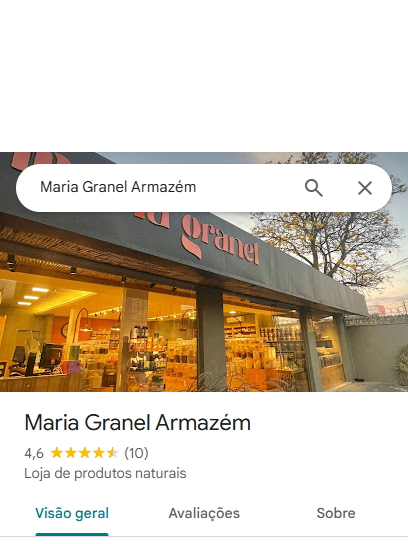 Maria Granel Armazém
granel
Maria Granel Armazém
4,6 (10)
Loja de produtos naturais
Visão geral Avaliações Sobre